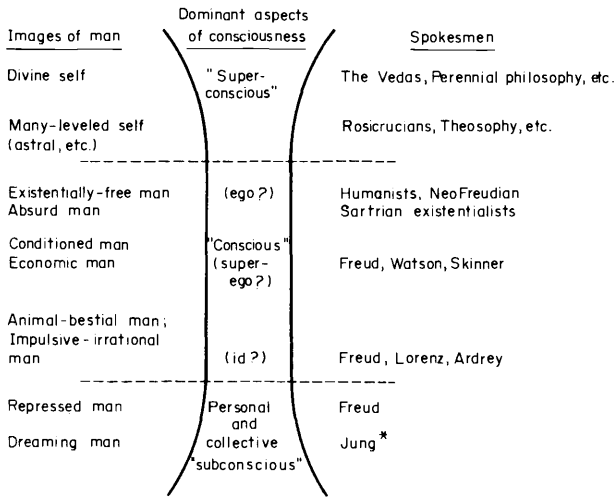 Dominant aspects
Images of man of consciousness Spokesmen
Divine self "Super- The Vedas, Perennial philosophy, etc.
conscious"
Many-leveled self Rosicrucians, Theosophy, etc.
(astral, etc.)
Existentially-free man (ego?) Humanists, NeoFreudian
Absurd man Sartrian existentialists
Conditioned man "Conscious"
Economic man (super- Freud, Watson, Skinner
ego?)
Animal-bestial man;
Impulsive-irrational
man (id?) Freud, Lorenz, Ardrey
Repressed man Personal Freud
and
Dreaming man collective Jung*
"subconscious"